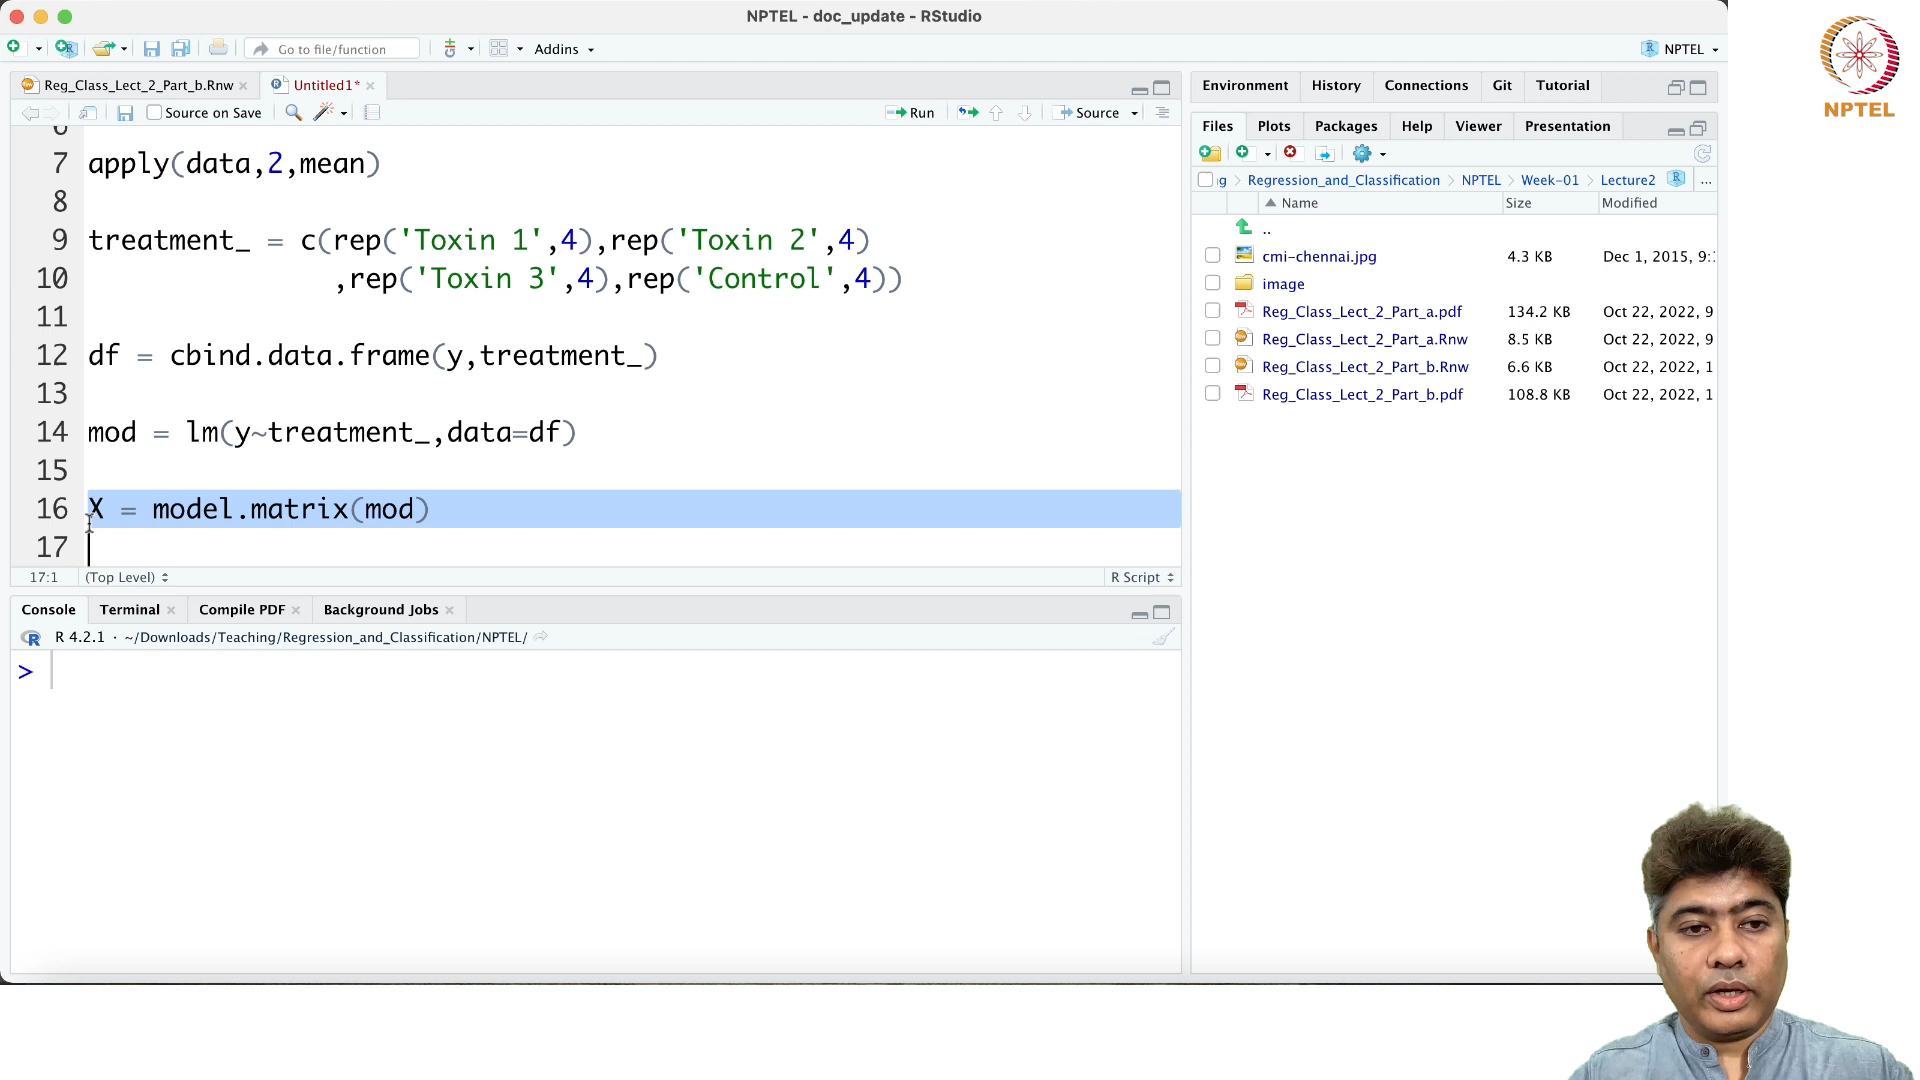 NPTEL - doc_update - RStudio
Go to file/function
Addins
NPTEL
Reg_Class_Lect_2_Part_b.Rnw
Untitled1*
Source on Save
Run
Source
6
7 apply(data,2,mean)
8
9 treatment_ = c(rep('Toxin 1',4),rep('Toxin 2',4)
10 ,rep('Toxin 3',4),rep('Control',4))
11
12 df = cbind.data.frame(y,treatment_)
13
14 mod = lm(y~treatment_,data=df)
15
16 X = model.matrix(mod)
17
17:1 (Top Level) R Script
Console Terminal Compile PDF Background Jobs
R 4.2.1 · ~/Downloads/Teaching/Regression_and_Classification/NPTEL/
>
Environment History Connections Git Tutorial
Files Plots Packages Help Viewer Presentation
g > Regression_and_Classification > NPTEL > Week-01 > Lecture2 ...
Name Size Modified
..
cmi-chennai.jpg 4.3 KB Dec 1, 2015, 9:
image
Reg_Class_Lect_2_Part_a.pdf 134.2 KB Oct 22, 2022, 9
Reg_Class_Lect_2_Part_a.Rnw 8.5 KB Oct 22, 2022, 9
Reg_Class_Lect_2_Part_b.Rnw 6.6 KB Oct 22, 2022, 1
Reg_Class_Lect_2_Part_b.pdf 108.8 KB Oct 22, 2022, 1
NPTEL